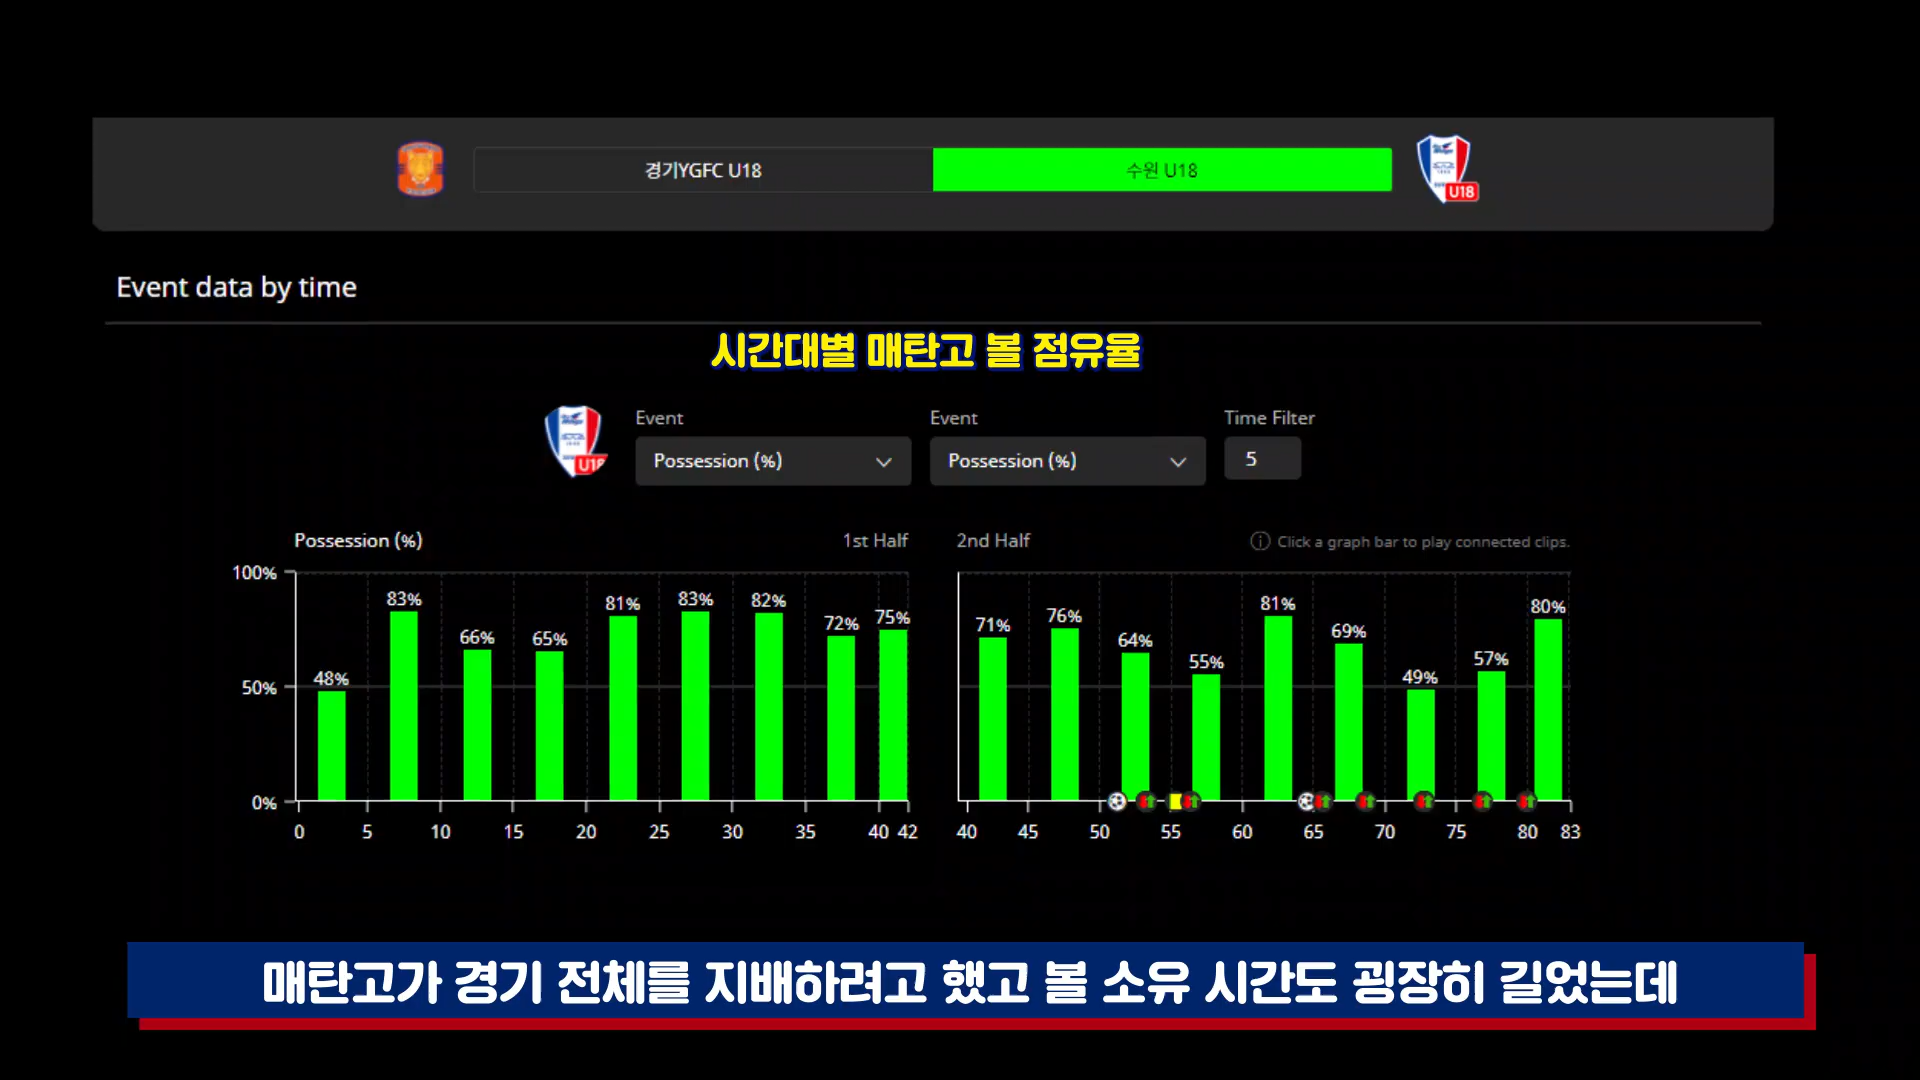 경기YGFC U18
수원 U18
U18
Event data by time
시간대별 매탄고 볼 점유율
U18
Event
Event
Time Filter
Possession (%)
Possession (%)
5
Possession (%)
1st Half
2nd Half
Click a graph bar to play connected clips.
100%
50%
0%
48%
83%
66%
65%
81%
83%
82%
72%
75%
71%
76%
64%
55%
81%
69%
49%
57%
80%
0 5 10 15 20 25 30 35 40 42
40 45 50 55 60 65 70 75 80 83
매탄고가 경기 전체를 지배하려고 했고 볼 소유 시간도 굉장히 길었는데